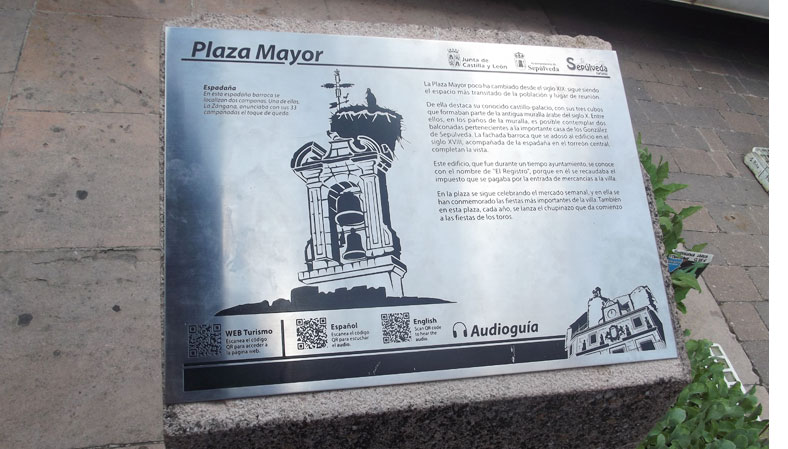 Plaza Mayor
Junta de
Castilla y León
Sepúlveda
Sepúlveda
Espadaña
En esta espadaña barroca se
localizan dos campanas. Una de ellas,
La Zángana, anunciaba con sus 33
campanadas el toque de queda.
La Plaza Mayor poco ha cambiado desde el siglo XIX: sigue siendo
el espacio más transitado de la población y lugar de reunión.
De ella destaca su conocido castillo-palacio, con sus tres cubos
que formaban parte de la antigua muralla árabe del siglo X. Entre
ellos, en los paños de la muralla, es posible contemplar dos
balconadas pertenecientes a la importante casa de los González
de Sepúlveda. La fachada barroca que se adosó al edificio en el
siglo XVIII, acompañada de la espadaña en el torreón central,
completan la vista.
Este edificio, que fue durante un tiempo ayuntamiento, se conoce
con el nombre de "El Registro", porque en él se recaudaba el
impuesto que se pagaba por la entrada de mercancías a la villa.
En la plaza se sigue celebrando el mercado semanal, y en ella se
han conmemorado las fiestas más importantes de la villa. También
en esta plaza, cada año, se lanza el chupinazo que da comienzo
a las fiestas de los toros.
WEB Turismo
Escanea el código
QR para acceder a
la página web.
Español
Escanea el código
QR para escuchar
el audio.
English
Scan QR code
to hear the
audio.
Audioguía